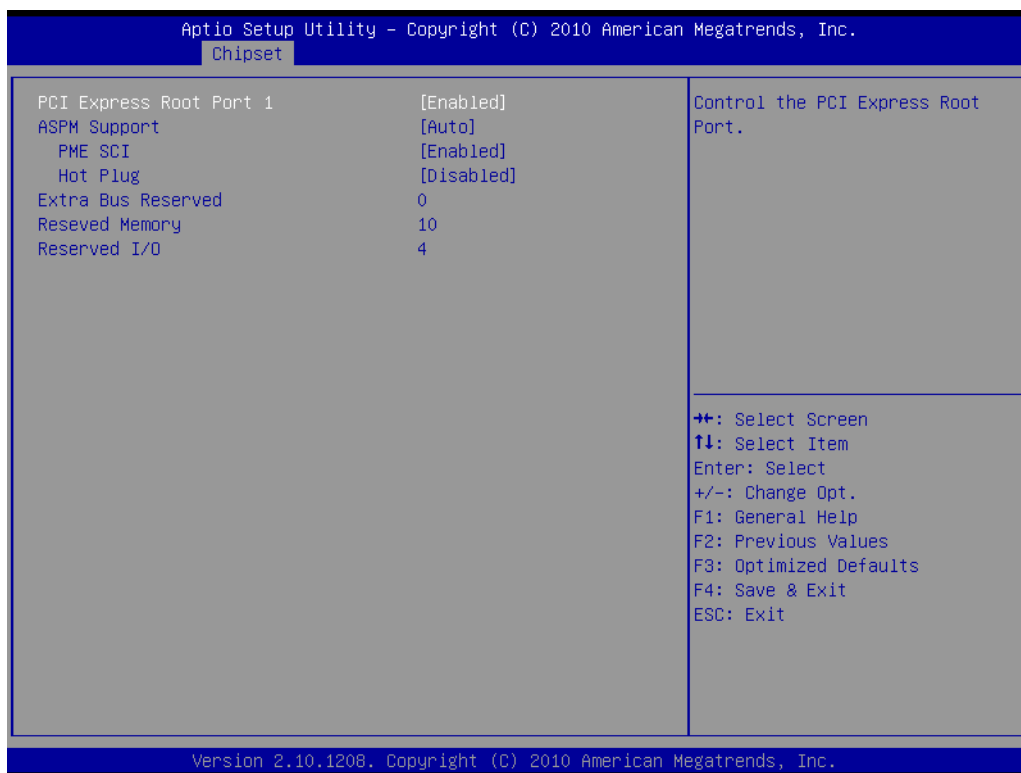 Aptio Setup Utility – Copyright (C) 2010 American Megatrends, Inc.
Chipset
PCI Express Root Port 1 [Enabled]
ASPM Support [Auto]
PME SCI [Enabled]
Hot Plug [Disabled]
Extra Bus Reserved 0
Reseved Memory 10
Reserved I/O 4
Control the PCI Express Root
Port.
→←: Select Screen
↑↓: Select Item
Enter: Select
+/-: Change Opt.
F1: General Help
F2: Previous Values
F3: Optimized Defaults
F4: Save & Exit
ESC: Exit
Version 2.10.1208. Copyright (C) 2010 American Megatrends, Inc.